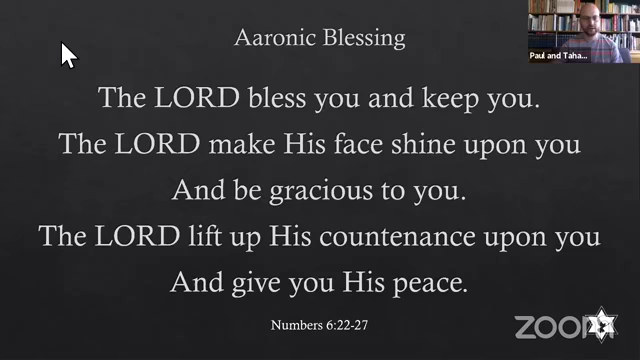 Aaronic Blessing
Paul and Taha...
The LORD bless you and keep you.
The LORD make His face shine upon you
And be gracious to you.
The LORD lift up His countenance upon you
And give you His peace.
Numbers 6:22-27
zoom